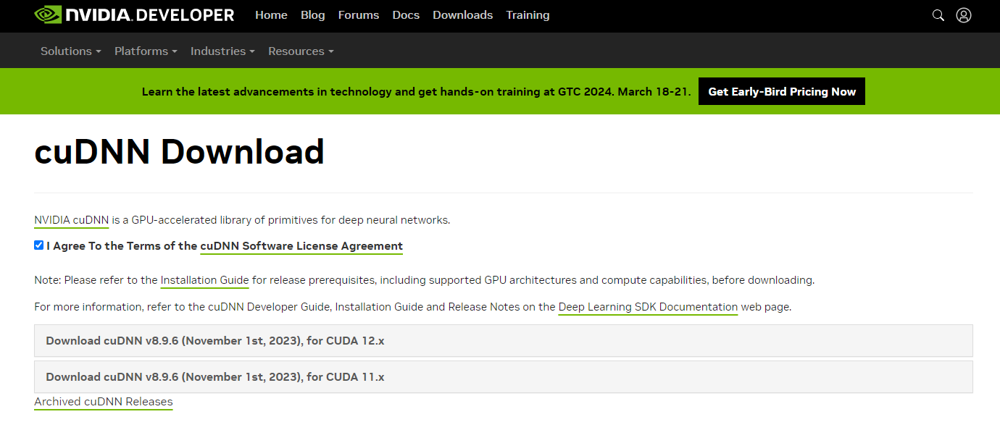 NVIDIA. DEVELOPER Home Blog Forums Docs Downloads Training
Solutions Platforms Industries Resources
Learn the latest advancements in technology and get hands-on training at GTC 2024. March 18-21. Get Early-Bird Pricing Now
cuDNN Download
NVIDIA cuDNN is a GPU-accelerated library of primitives for deep neural networks.
I Agree To the Terms of the cuDNN Software License Agreement
Note: Please refer to the Installation Guide for release prerequisites, including supported GPU architectures and compute capabilities, before downloading.
For more information, refer to the cuDNN Developer Guide, Installation Guide and Release Notes on the Deep Learning SDK Documentation web page.
Download cuDNN v8.9.6 (November 1st, 2023), for CUDA 12.x
Download cuDNN v8.9.6 (November 1st, 2023), for CUDA 11.x
Archived cuDNN Releases